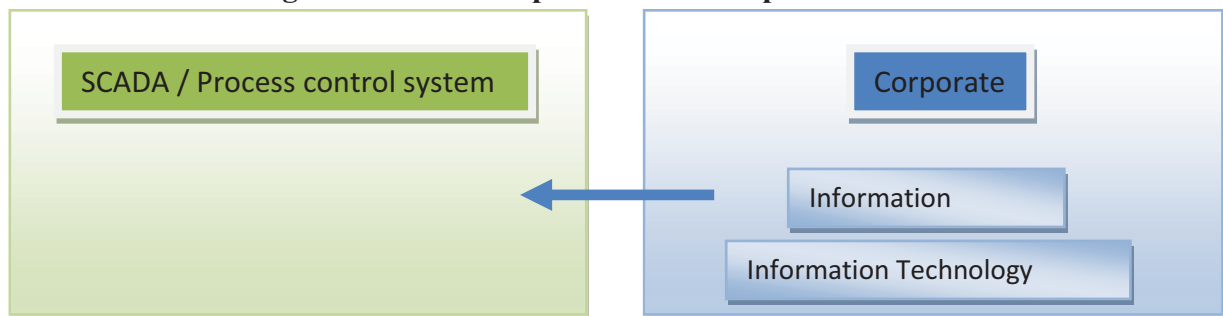 SCADA / Process control system
Corporate
Information
Information Technology